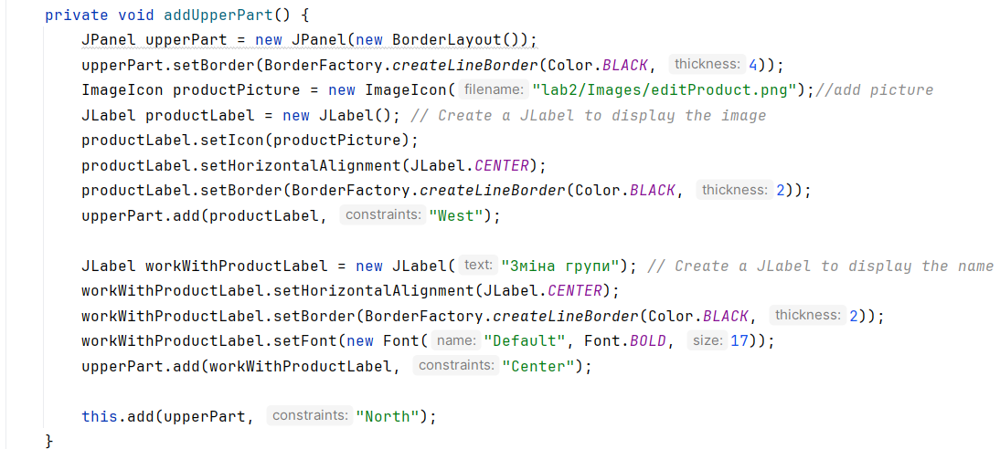 private void addUpperPart() {
JPanel upperPart = new JPanel(new BorderLayout());
upperPart.setBorder(BorderFactory.createLineBorder(Color.BLACK, thickness: 4));
ImageIcon productPicture = new ImageIcon( filename: "lab2/Images/editProduct.png");//add picture
JLabel productLabel = new JLabel(); // Create a JLabel to display the image
productLabel.setIcon(productPicture);
productLabel.setHorizontalAlignment(JLabel.CENTER);
productLabel.setBorder(BorderFactory.createLineBorder(Color.BLACK, thickness: 2));
upperPart.add(productLabel, constraints: "West");
JLabel workWithProductLabel = new JLabel( text: "Зміна групи"); // Create a JLabel to display the name
workWithProductLabel.setHorizontalAlignment(JLabel.CENTER);
workWithProductLabel.setBorder(BorderFactory.createLineBorder(Color.BLACK, thickness: 2));
workWithProductLabel.setFont(new Font( name: "Default", Font.BOLD, size: 17));
upperPart.add(workWithProductLabel, constraints: "Center");
this.add(upperPart, constraints: "North");
}